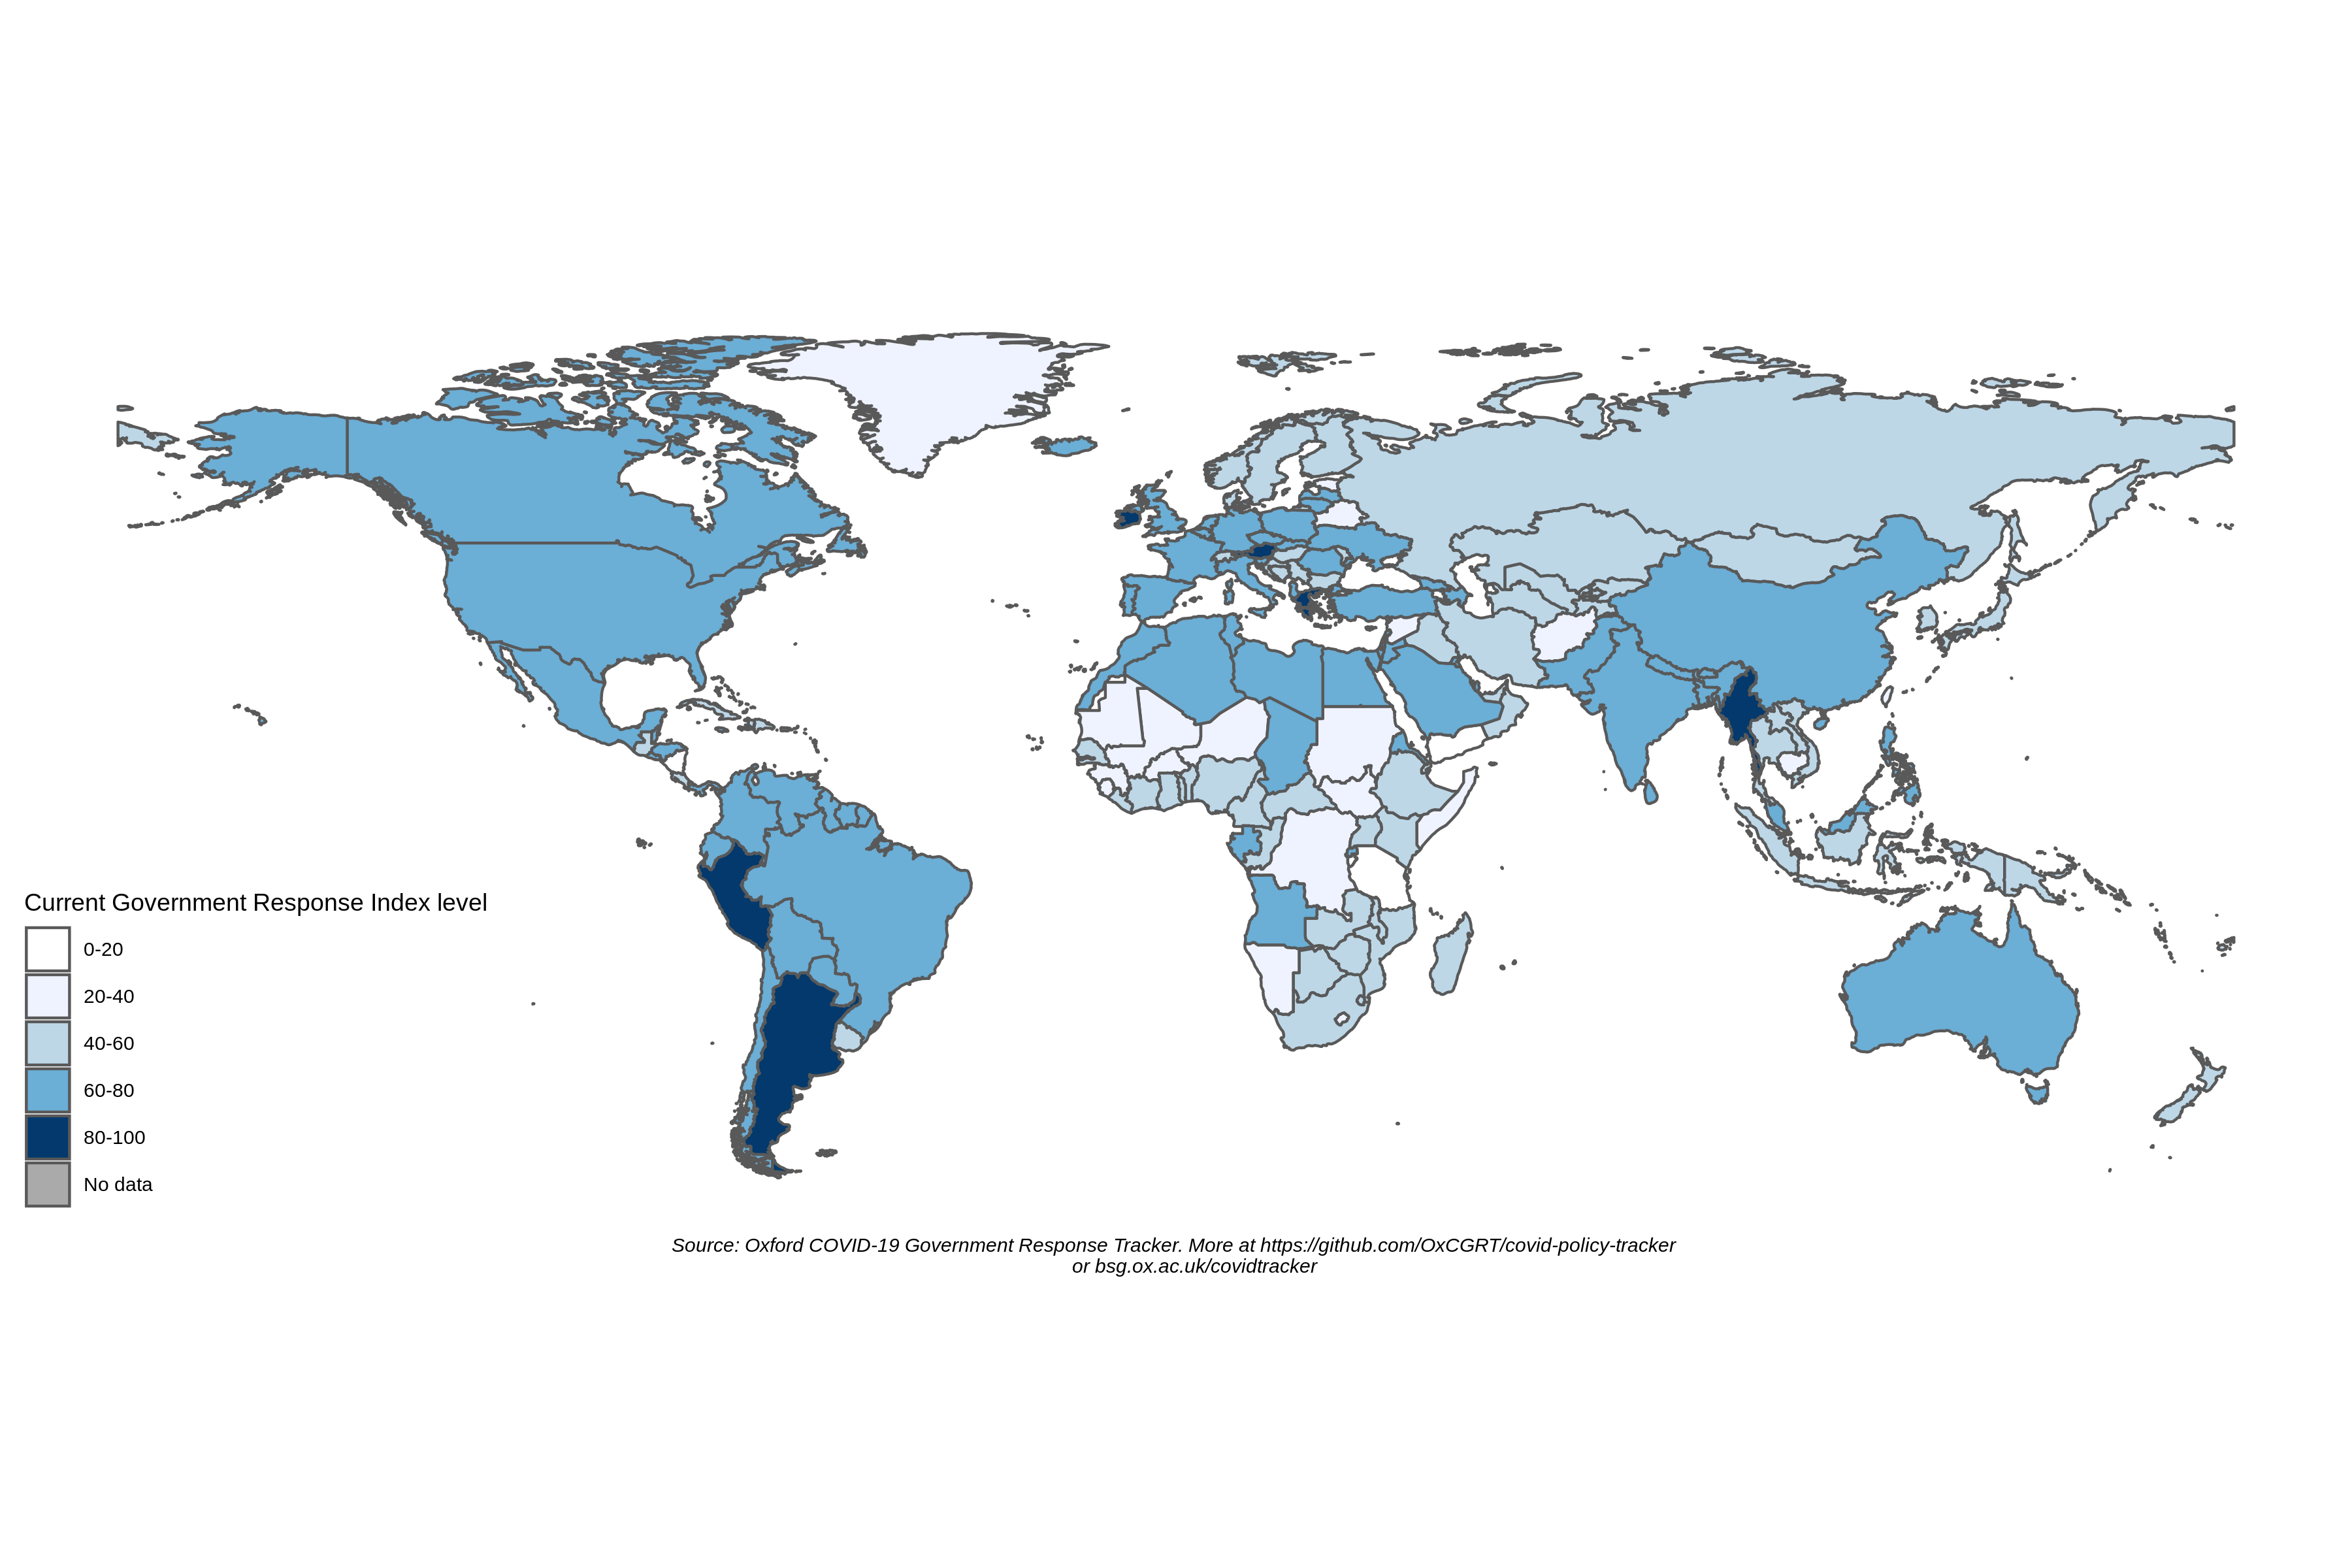 Current Government Response Index level
0-20
20-40
40-60
60-80
80-100
No data
Source: Oxford COVID-19 Government Response Tracker. More at https://github.com/OxCGRT/covid-policy-tracker
or bsg.ox.ac.uk/covidtracker